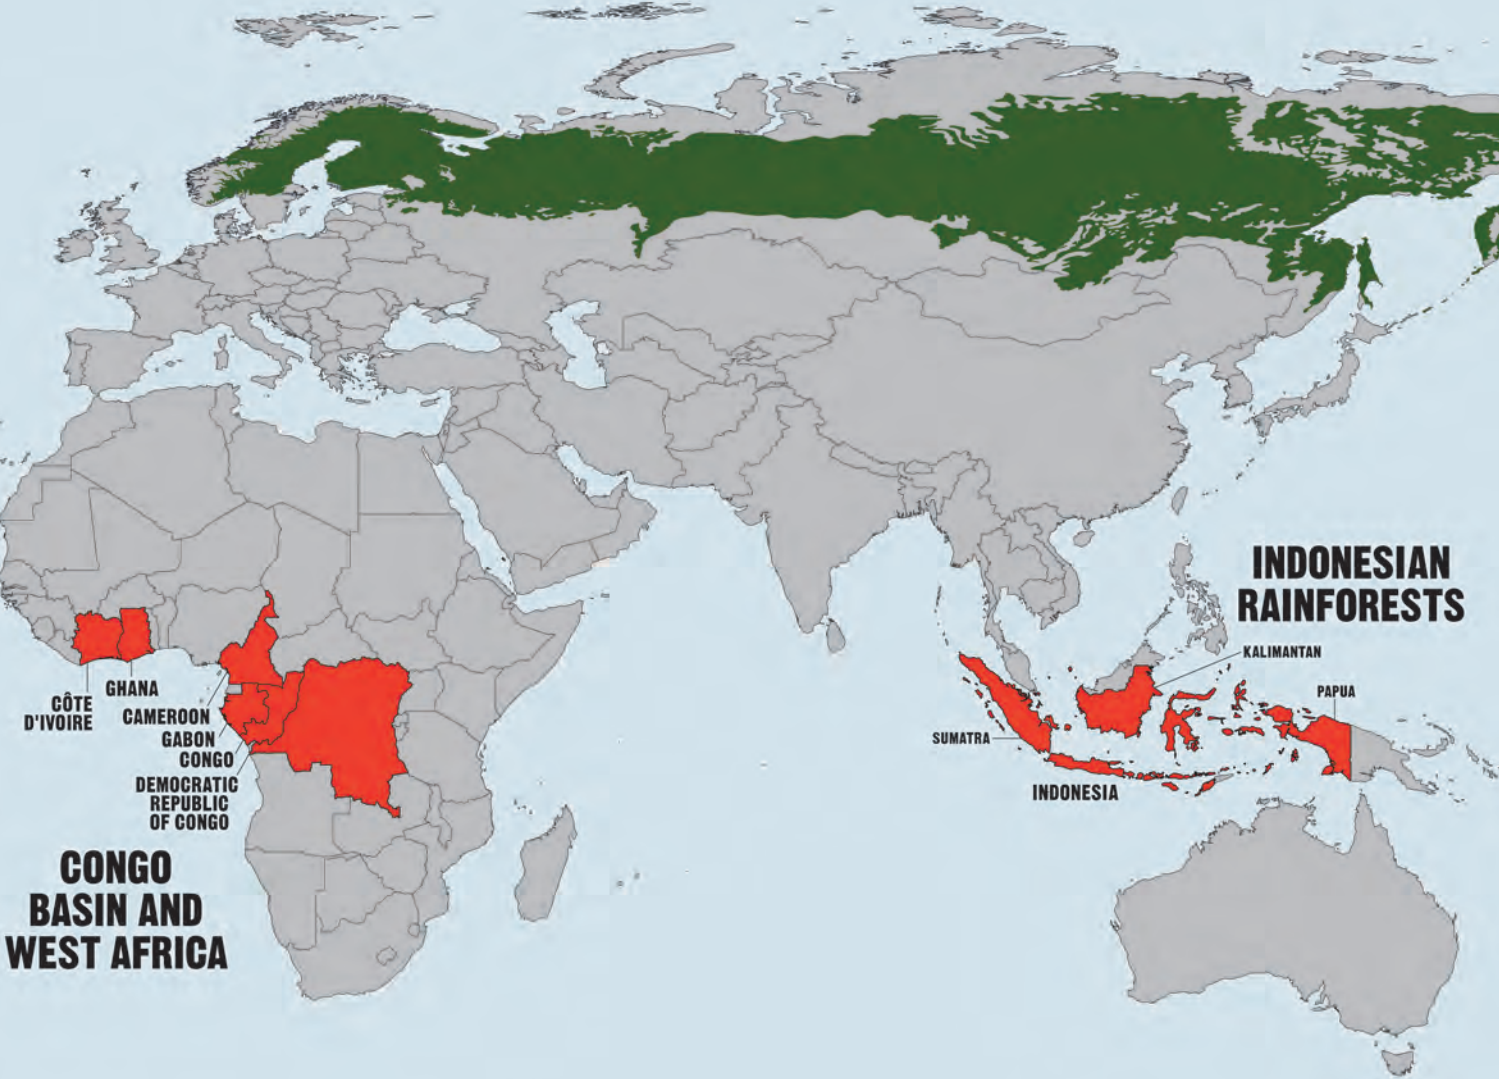 INDONESIAN
RAINFORESTS
KALIMANTAN
PAPUA
SUMATRA
INDONESIA
CÔTE
D'IVOIRE
GHANA
CAMEROON
GABON
CONGO
DEMOCRATIC
REPUBLIC
OF CONGO
CONGO
BASIN AND
WEST AFRICA